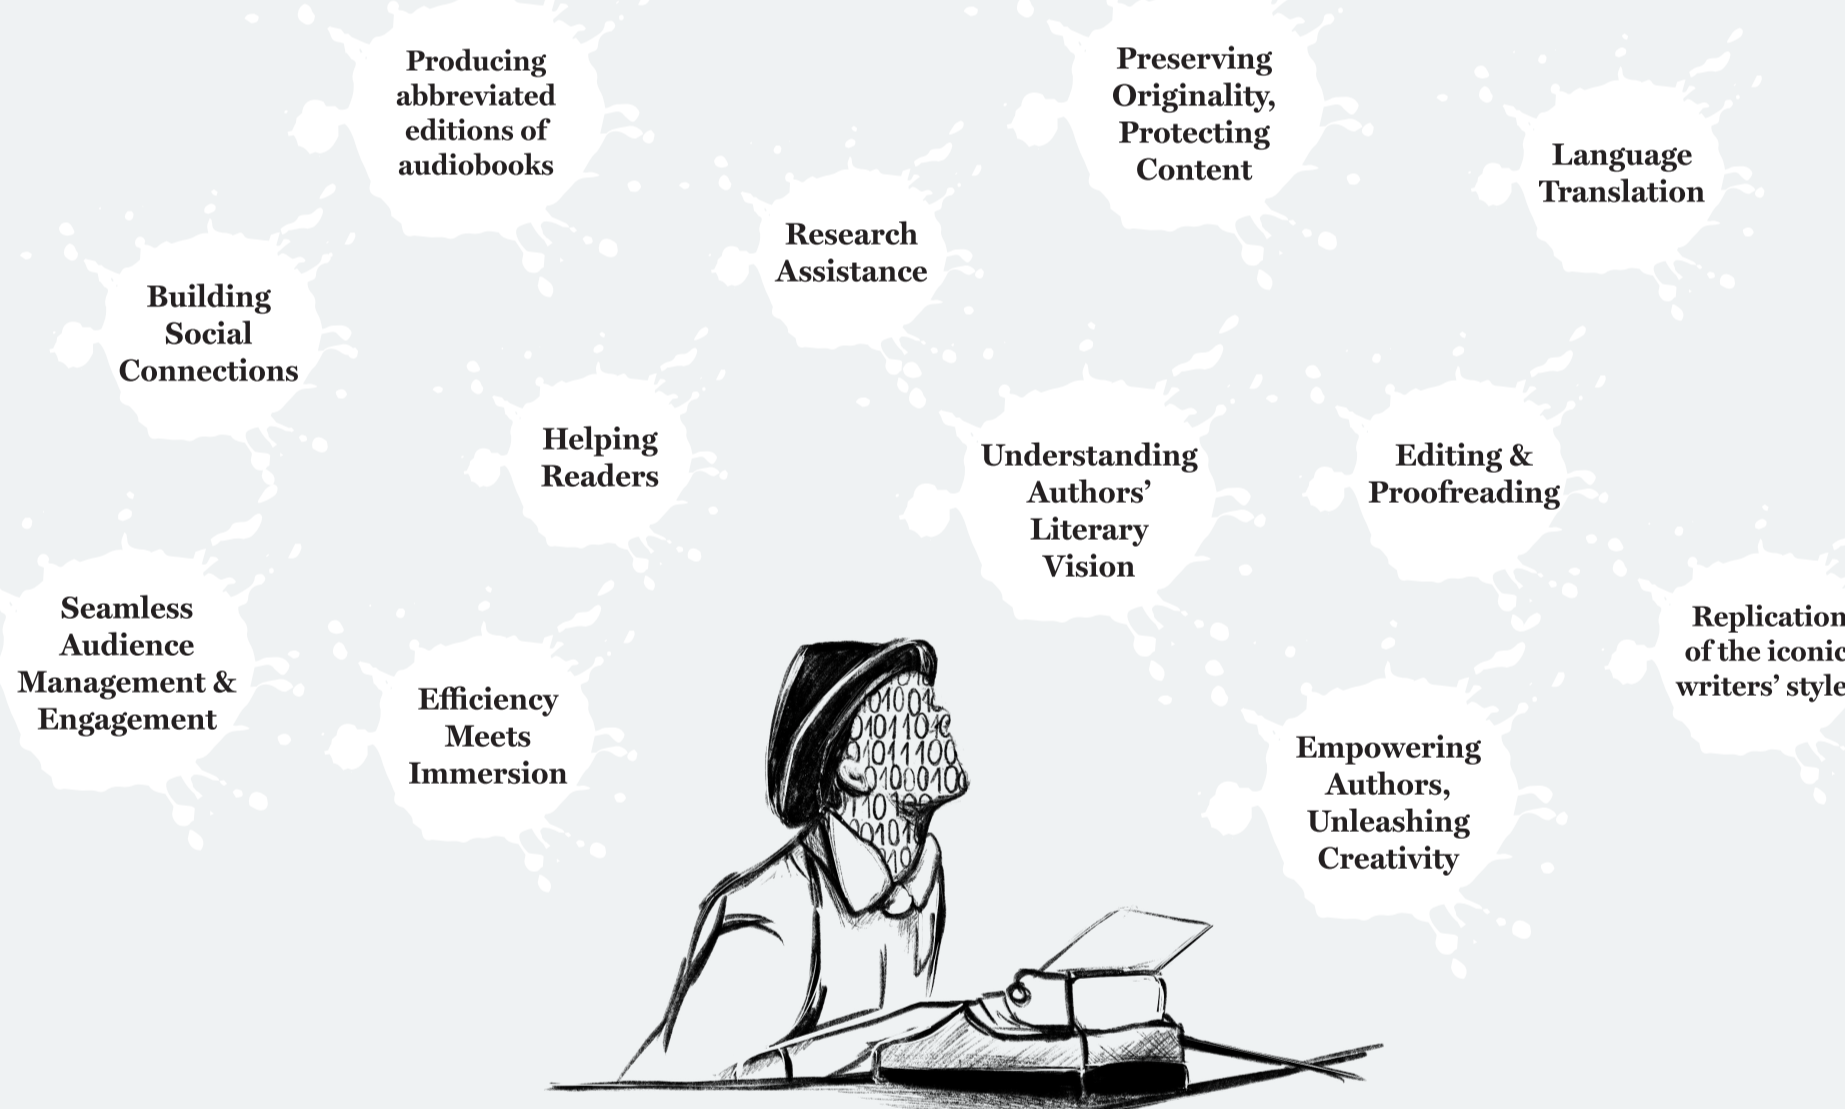 Producing
abbreviated
editions of
audiobooks
Preserving
Originality,
Protecting
Content
Language
Translation
Research
Assistance
Building
Social
Connections
Helping
Readers
Understanding
Authors’
Literary
Vision
Editing &
Proofreading
Seamless
Audience
Management &
Engagement
Efficiency
Meets
Immersion
Replication
of the iconic
writers’ style
Empowering
Authors,
Unleashing
Creativity